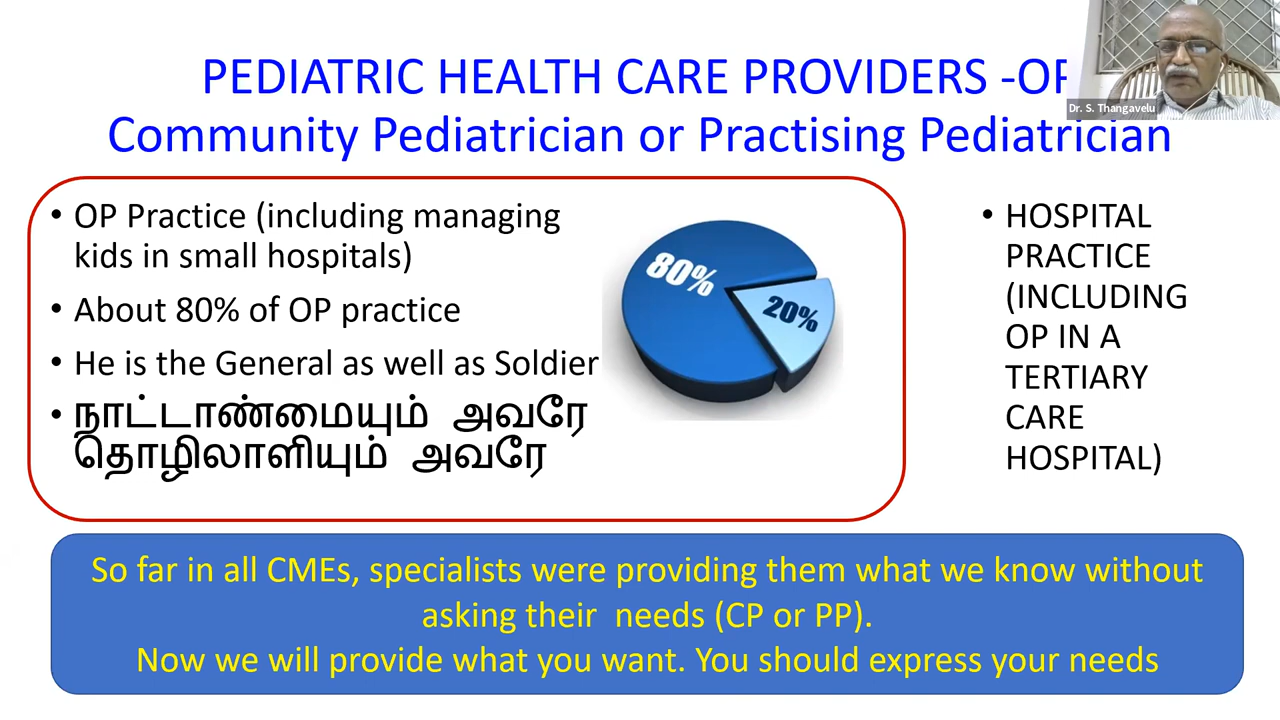 PEDIATRIC HEALTH CARE PROVIDERS -OP
Community Pediatrician or Practising Pediatrician
Dr. S. Thangavelu
• OP Practice (including managing
kids in small hospitals)
• About 80% of OP practice
• He is the General as well as Soldier
• நாட்டாண்மையும் அவரே
தொழிலாளியும் அவரே
80%
20%
• HOSPITAL
PRACTICE
(INCLUDING
OP IN A
TERTIARY
CARE
HOSPITAL)
So far in all CMEs, specialists were providing them what we know without
asking their needs (CP or PP).
Now we will provide what you want. You should express your needs